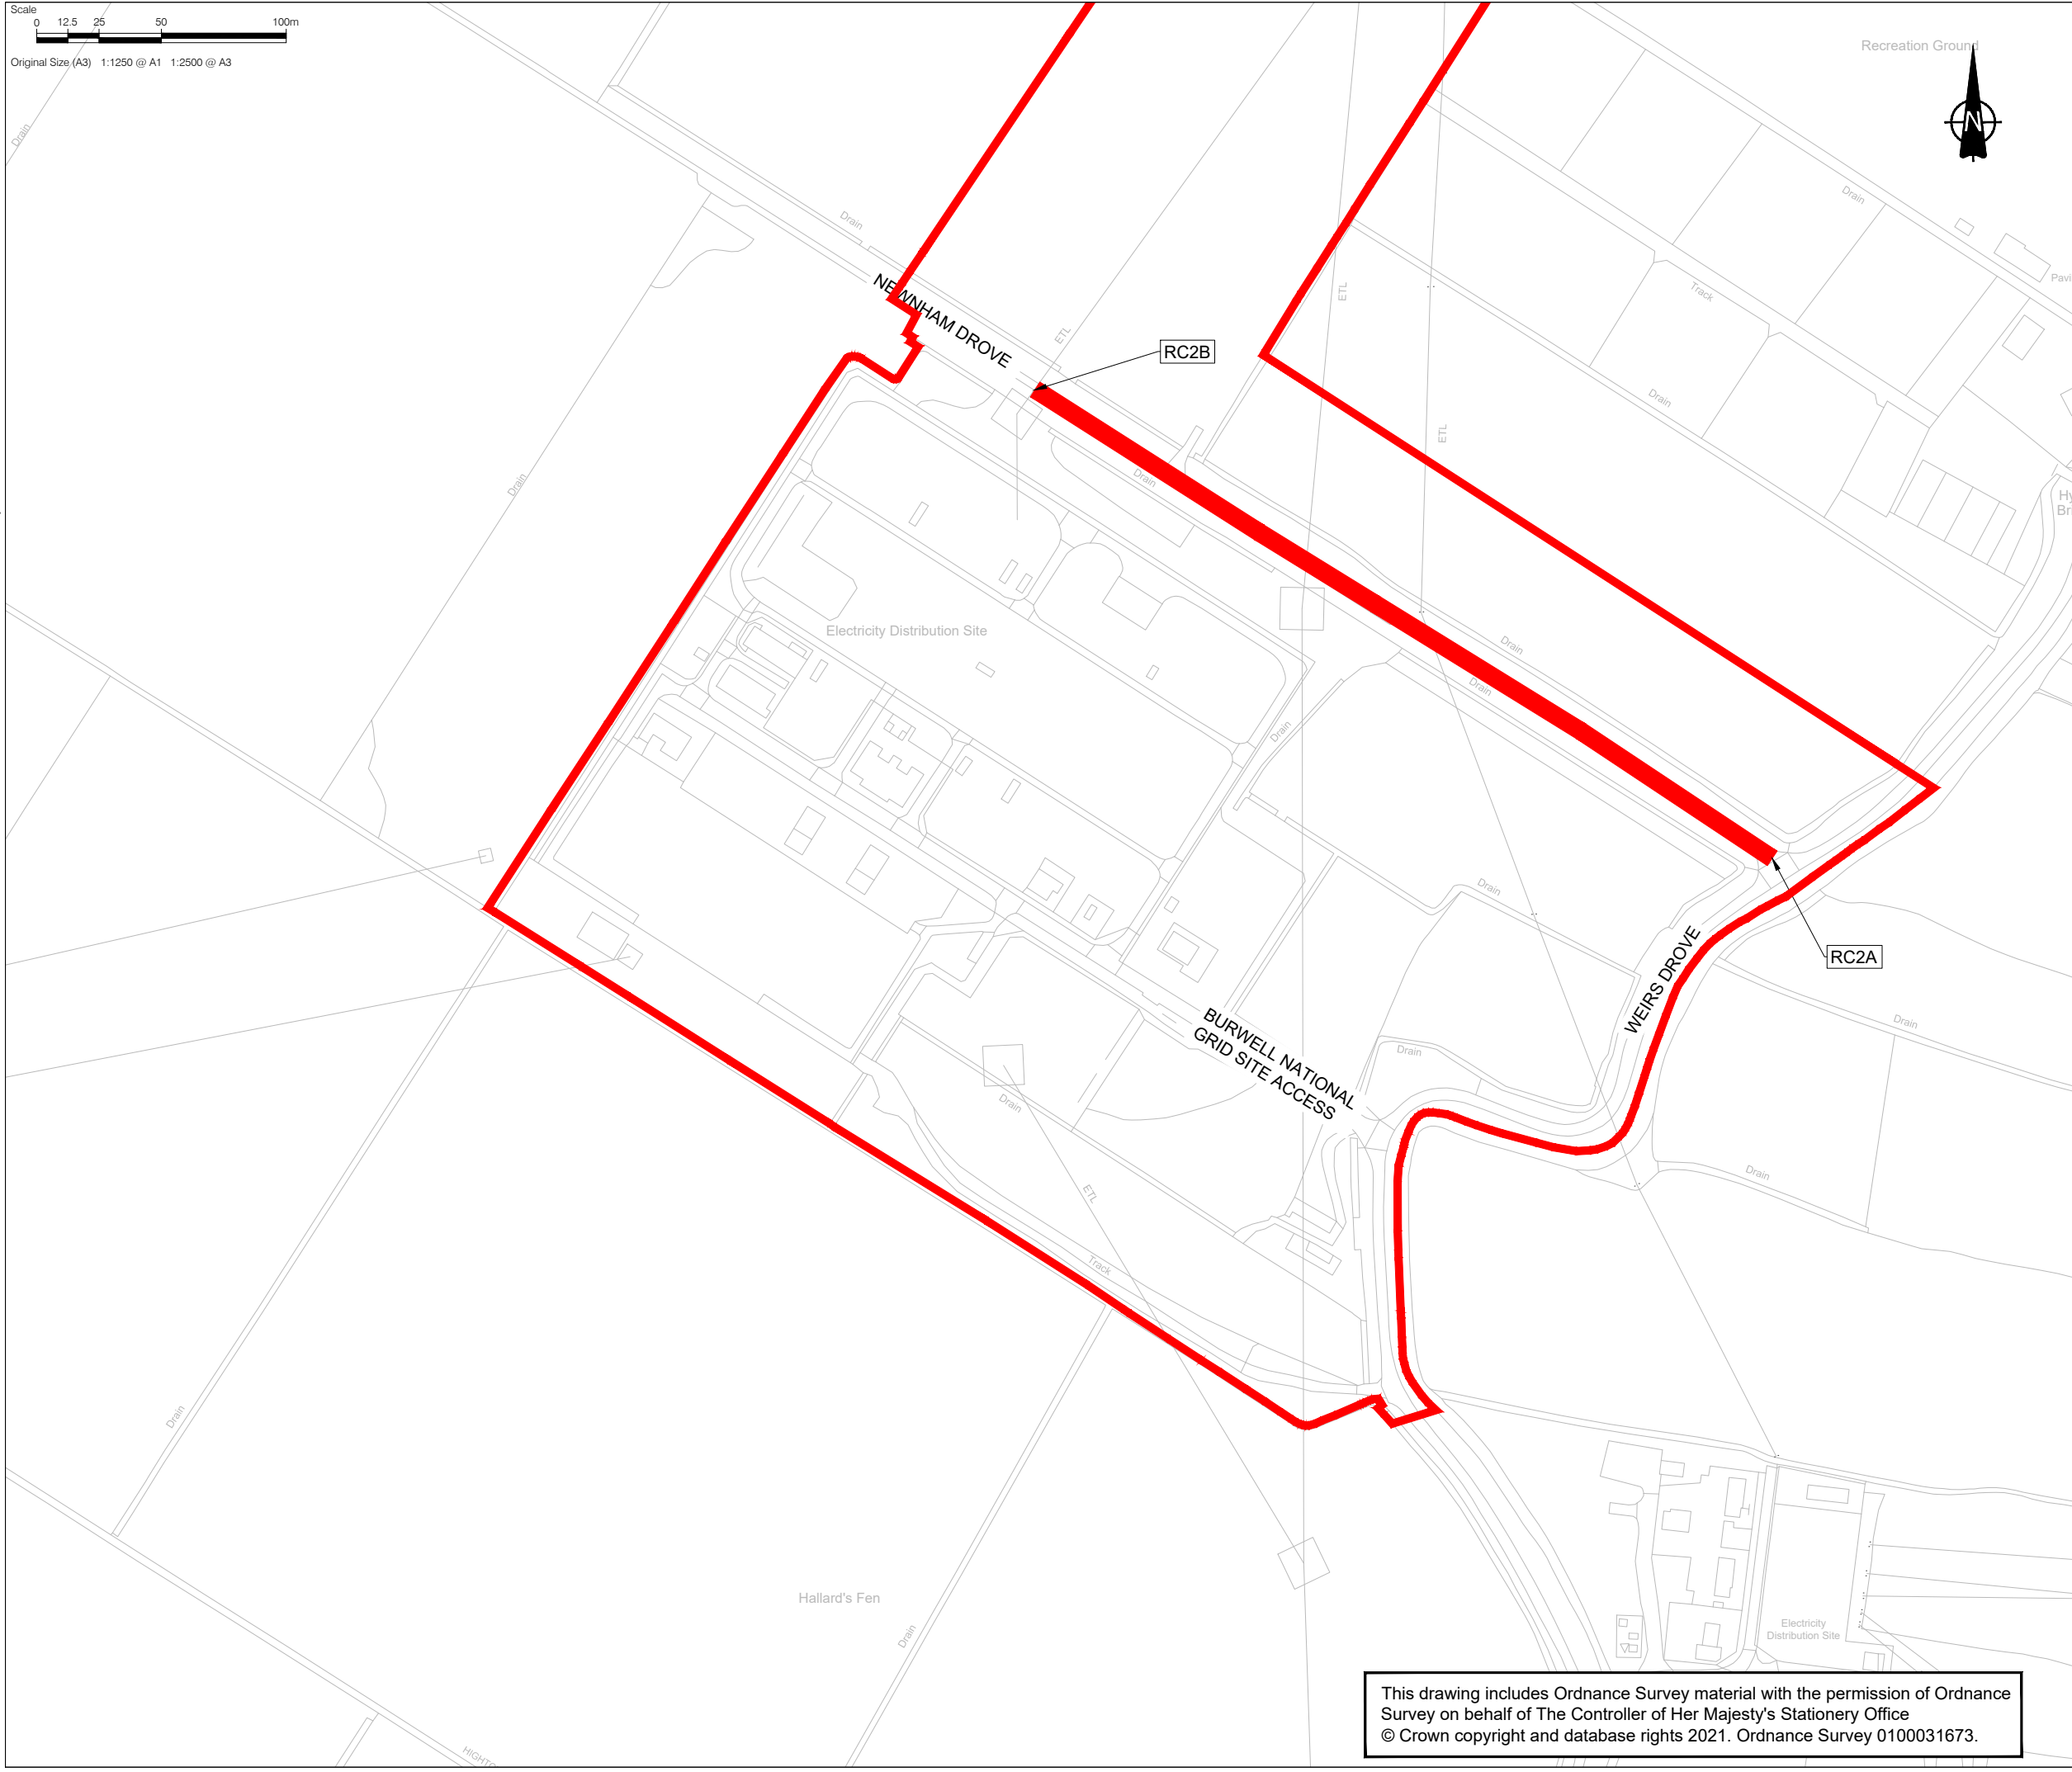 Scale
0 12.5 25 50 100m
Original Size (A3) 1:1250 @ A1 1:2500 @ A3
Recreation Ground
N
Drain
Drain
Drain
NEWNHAM DROVE
ETL
ETL
RC2B
Track
Drain
ETL
Drain
Drain
Electricity Distribution Site
Drain
Drain
Drain
Drain
WEIRS DROVE
RC2A
BURWELL NATIONAL
GRID SITE ACCESS
Drain
Drain
Drain
Drain
ETL
Track
Drain
Hallard's Fen
Drain
Electricity
Distribution Site
This drawing includes Ordnance Survey material with the permission of Ordnance
Survey on behalf of The Controller of Her Majesty's Stationery Office
© Crown copyright and database rights 2021. Ordnance Survey 0100031673.